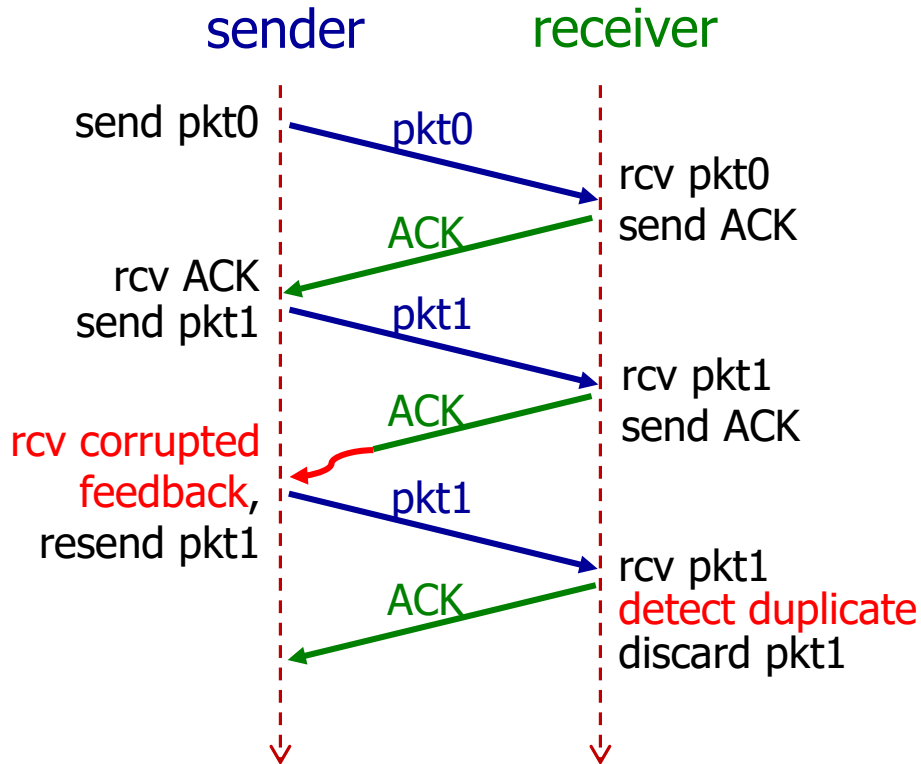 sender
receiver
send pkt0
pkt0
rcv pkt0
send ACK
ACK
rcv ACK
send pkt1
pkt1
rcv pkt1
send ACK
ACK
rcv corrupted
feedback,
resend pkt1
pkt1
rcv pkt1
detect duplicate
discard pkt1
ACK